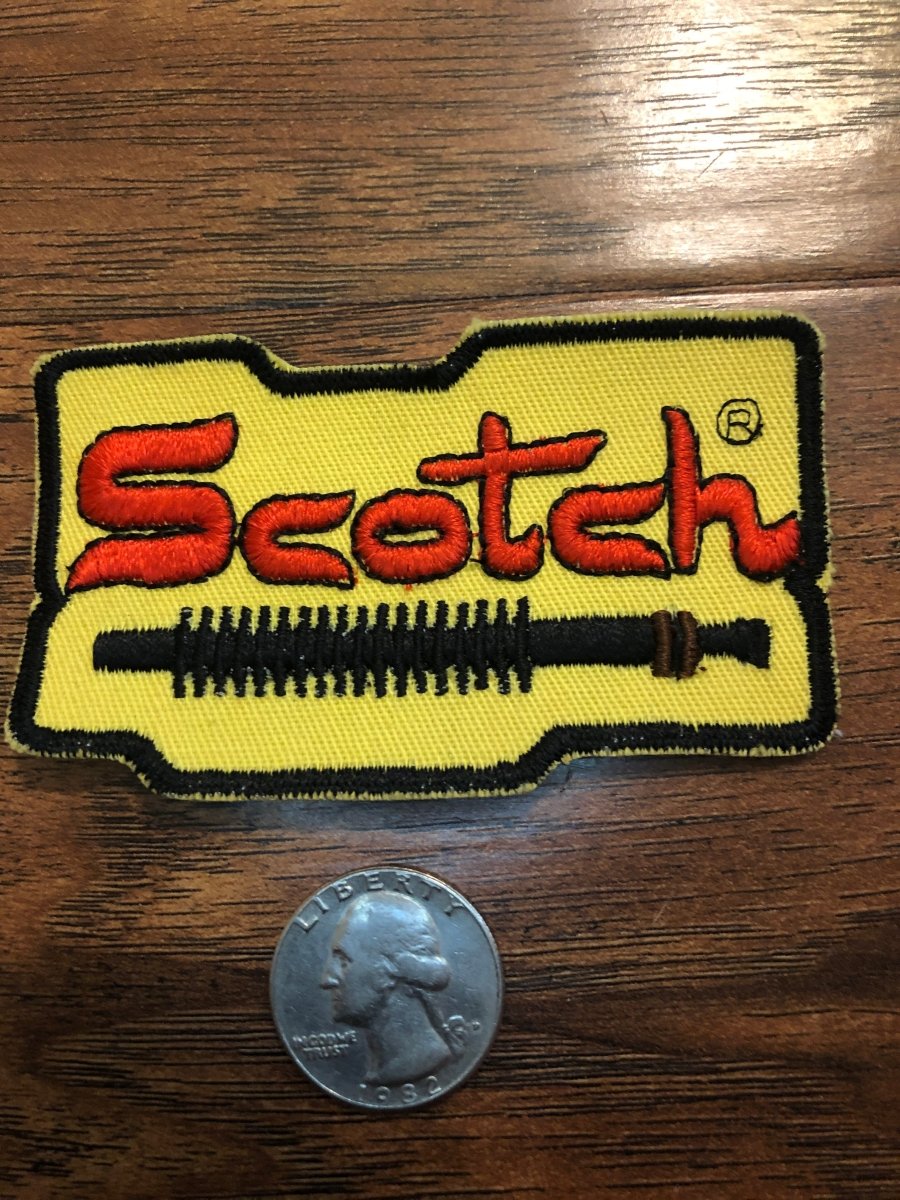 Scotch ®
LIBERTY
IN GOD WE
TRUST
D
1982